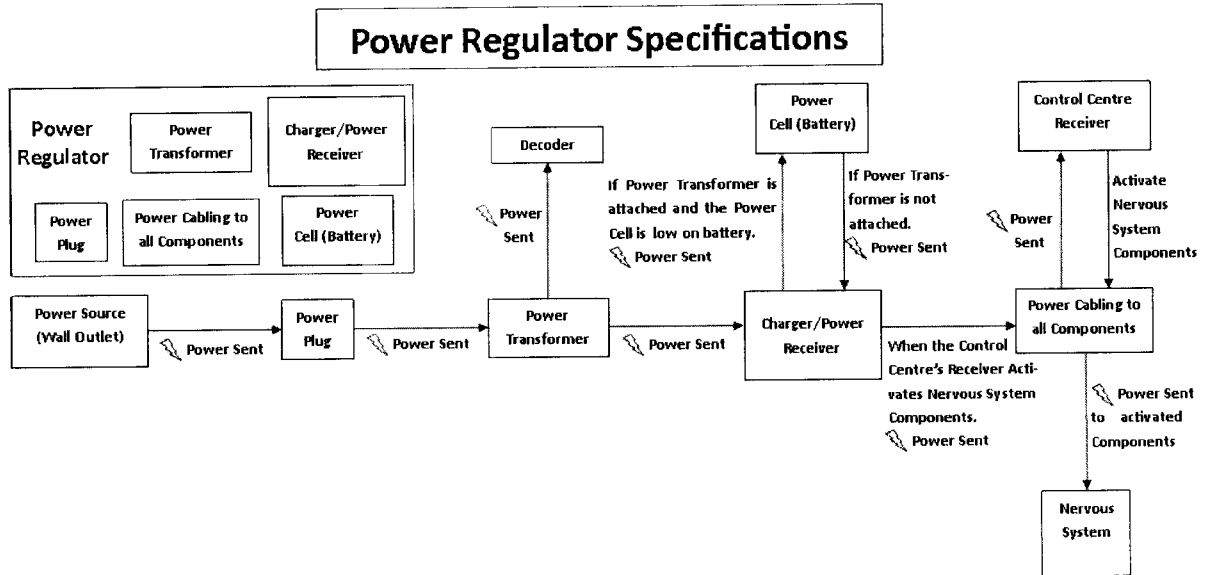 Power Regulator Specifications
Power
Regulator
Power
Transformer
Charger/Power
Receiver
Power
Plug
Power Cabling to
all Components
Power
Cell (Battery)
Decoder
Power
Sent
Power
Cell (Battery)
If Power Transformer is
attached and the Power
Cell is low on battery.
Power Sent
If Power Trans-
former is not
attached.
Power Sent
Control Centre
Receiver
Power
Sent
Activate
Nervous
System
Components
Power Source
(Wall Outlet)
Power Sent
Power
Plug
Power Sent
Power
Transformer
Power Sent
Charger/Power
Receiver
When the Control
Centre's Receiver Acti-
vates Nervous System
Components.
Power Sent
Power Cabling to
all Components
Power Sent
to activated
Components
Nervous
System